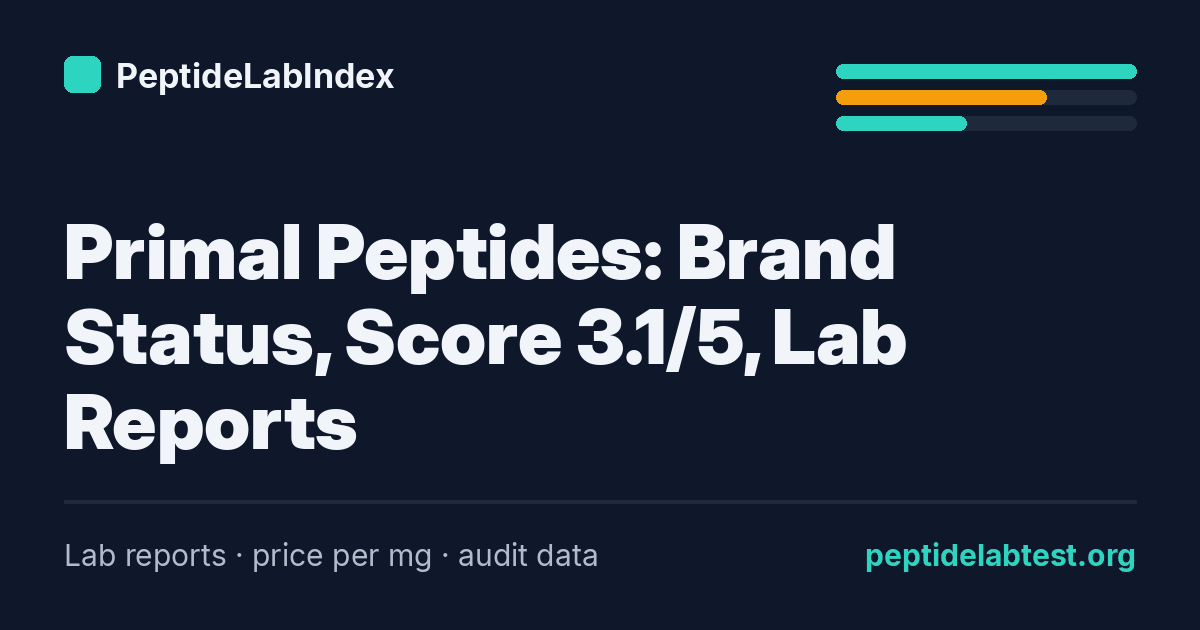 PeptideLabIndex
Primal Peptides: Brand
Status, Score 3.1/5, Lab
Reports
Lab reports · price per mg · audit data
peptidelabtest.org